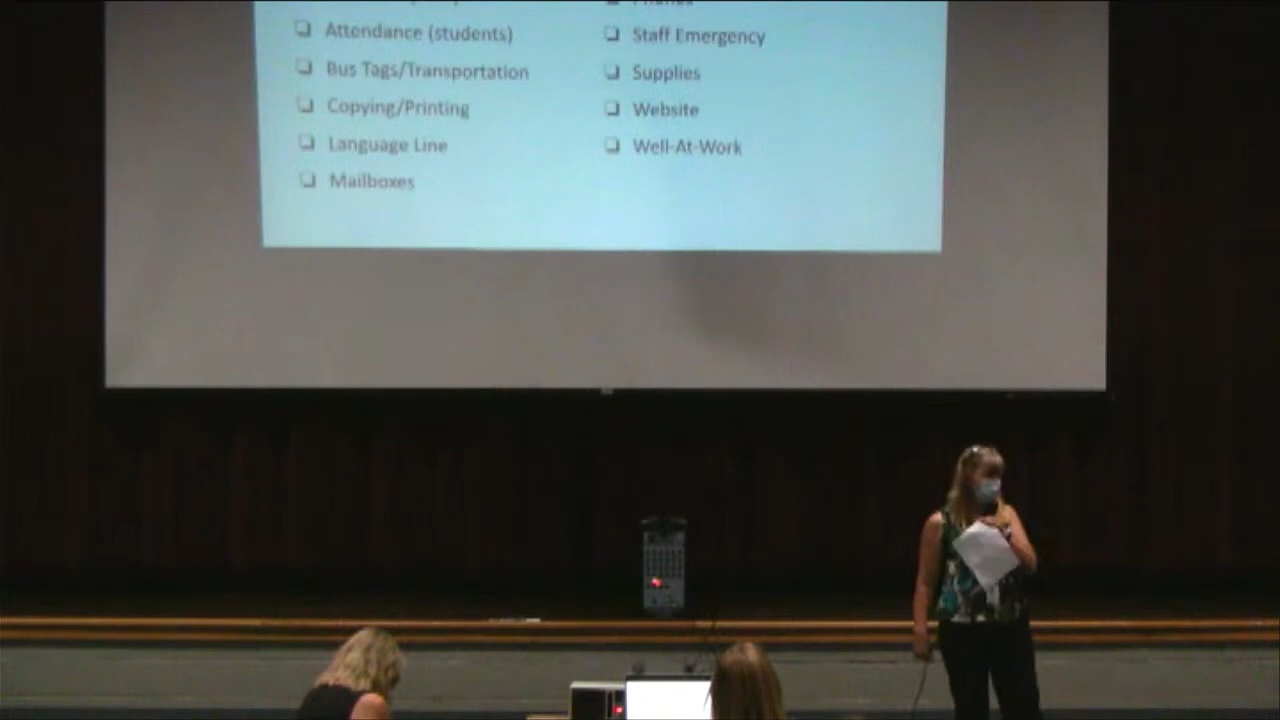 Attendance (students)
Bus Tags/Transportation
Copying/Printing
Language Line
Mailboxes
Staff Emergency
Supplies
Website
Well-At-Work